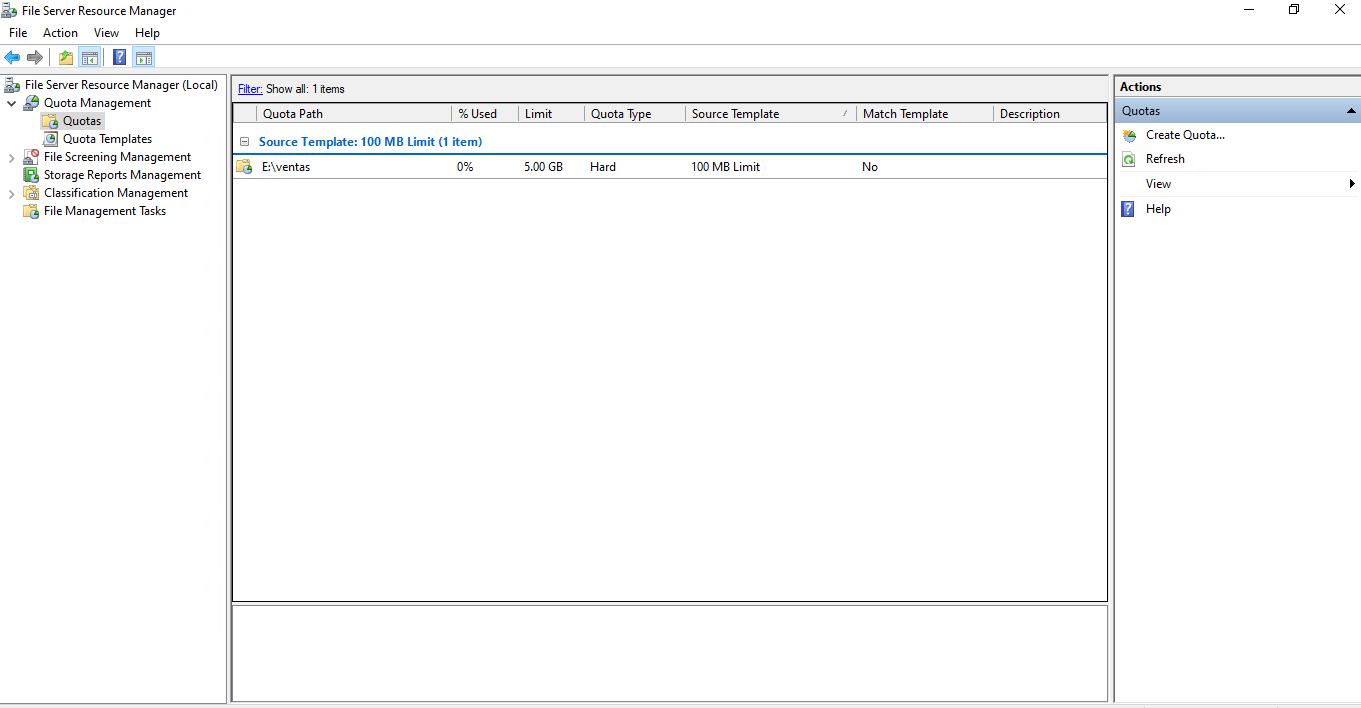 File Server Resource Manager
File Action View Help
File Server Resource Manager (Local)
Quota Management
Quotas
Quota Templates
File Screening Management
Storage Reports Management
Classification Management
File Management Tasks
Filter: Show all: 1 items
Quota Path % Used Limit Quota Type Source Template Match Template Description
Source Template: 100 MB Limit (1 item)
E:\ventas 0% 5.00 GB Hard 100 MB Limit No
Actions
Quotas
Create Quota...
Refresh
View
Help